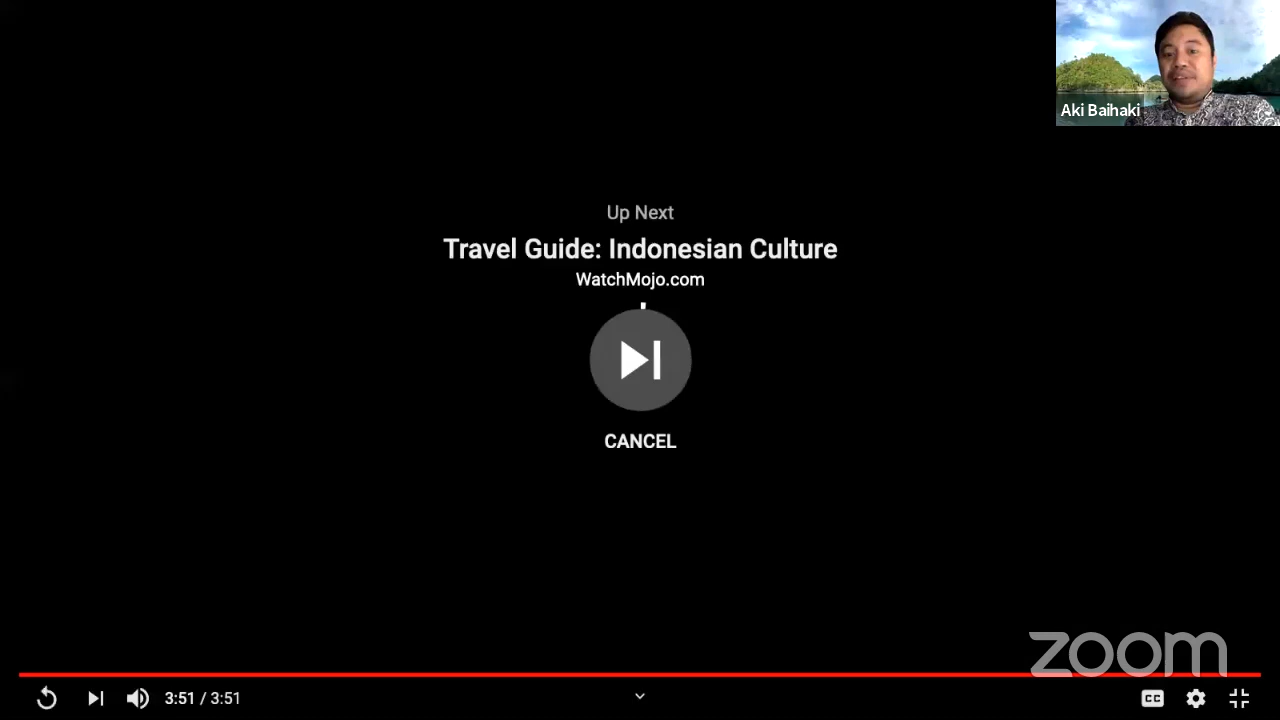 Aki Baihaki
Up Next
Travel Guide: Indonesian Culture
WatchMojo.com
CANCEL
zoom
3:51 / 3:51
CC